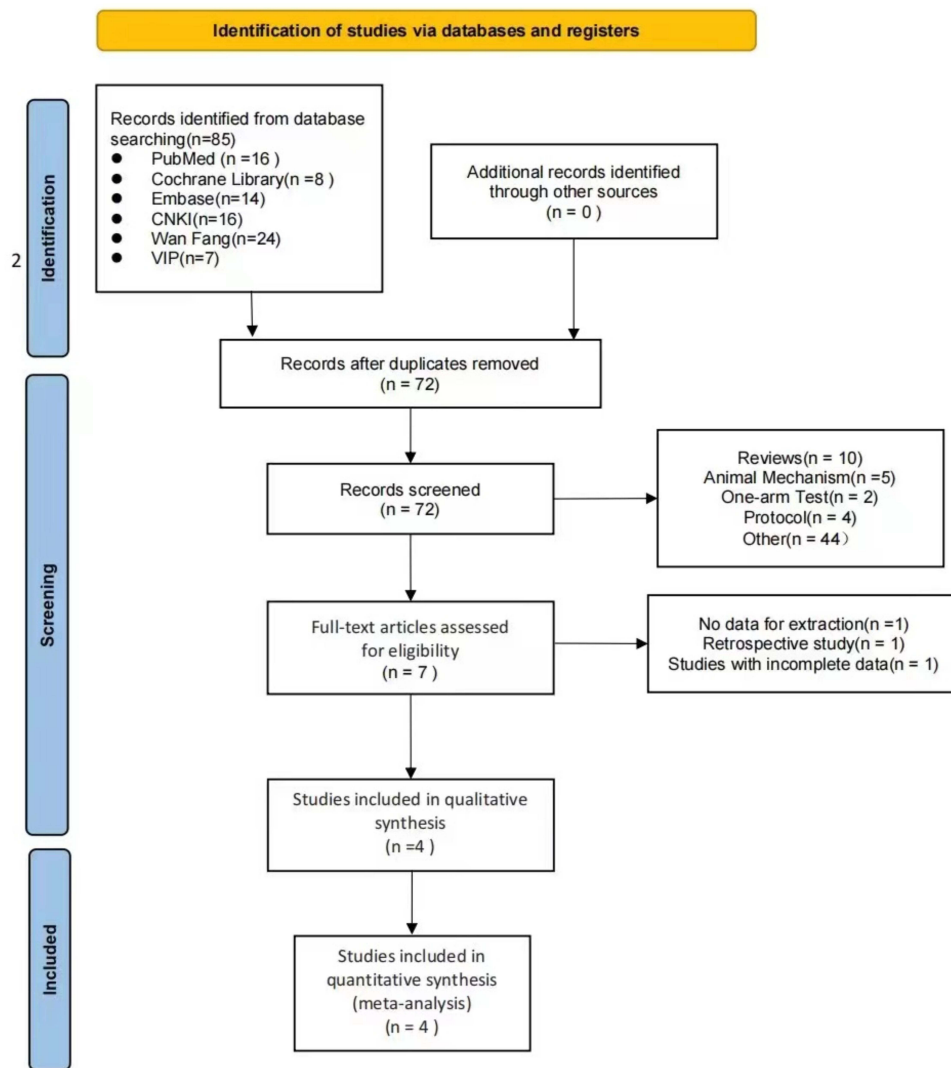 Identification of studies via databases and registers
Records identified from database
searching(n=85)
● PubMed (n =16 )
● Cochrane Library(n =8 )
● Embase(n=14)
● CNKI(n=16)
● Wan Fang(n=24)
● VIP(n=7)
Additional records identified
through other sources
(n = 0 )
2
Identification
Records after duplicates removed
(n = 72)
Records screened
(n = 72)
Reviews(n = 10)
Animal Mechanism(n =5)
One-arm Test(n = 2)
Protocol(n = 4)
Other(n = 44）
Screening
Full-text articles assessed
for eligibility
(n = 7 )
No data for extraction(n =1)
Retrospective study(n = 1)
Studies with incomplete data(n = 1)
Studies included in qualitative
synthesis
(n =4 )
Included
Studies included in
quantitative synthesis
(meta-analysis)
(n = 4 )